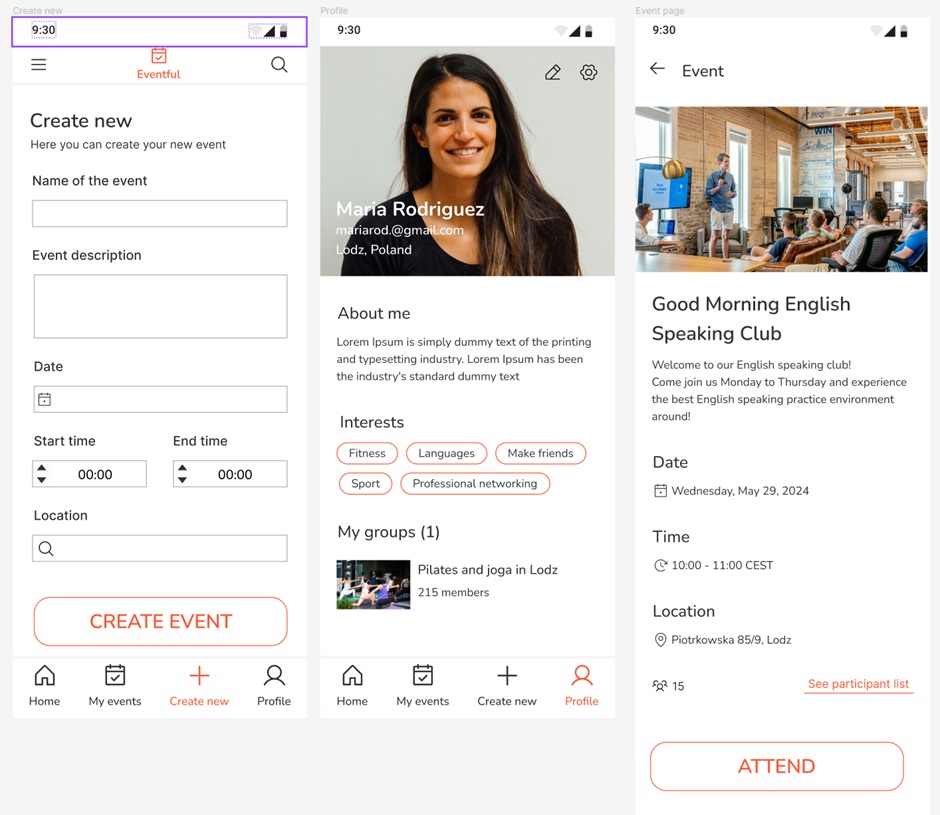 Create new
9:30
Eventful
Create new
Here you can create your new event
Name of the event
Event description
Date
Start time
End time
00:00
00:00
Location
CREATE EVENT
Home
My events
Create new
Profile
Profile
9:30
Maria Rodriguez
mariarod.@gmail.com
Lodz, Poland
About me
Lorem Ipsum is simply dummy text of the printing
and typesetting industry. Lorem Ipsum has been
the industry's standard dummy text
Interests
Fitness
Languages
Make friends
Sport
Professional networking
My groups (1)
Pilates and joga in Lodz
215 members
Home
My events
Create new
Profile
Event page
9:30
Event
WIN
Good Morning English
Speaking Club
Welcome to our English speaking club!
Come join us Monday to Thursday and experience
the best English speaking practice environment
around!
Date
Wednesday, May 29, 2024
Time
10:00 - 11:00 CEST
Location
Piotrkowska 85/9, Lodz
15
See participant list
ATTEND